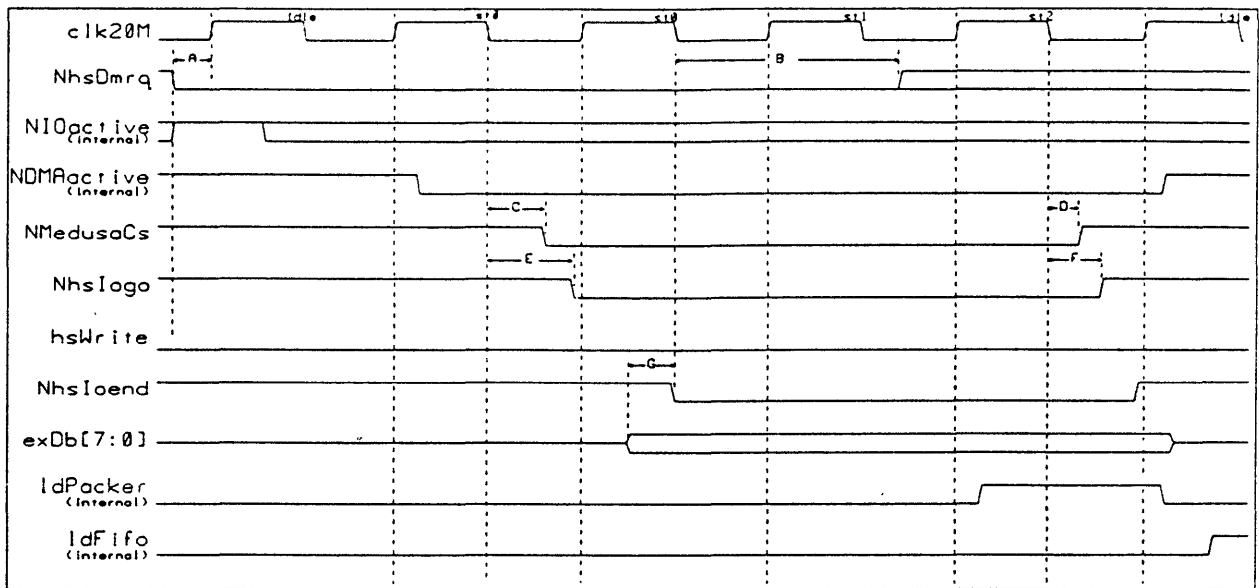 idle st0 st0 st1 st2 idle
clk20M
A B
NhsDmrq
NIOactive
(internal)
NDMAactive
(internal)
C D
NMedusaCs
E F
NhsIogo
hsWrite
G
NhsIoend
exDb[7:0]
ldPacker
(internal)
ldFifo
(internal)